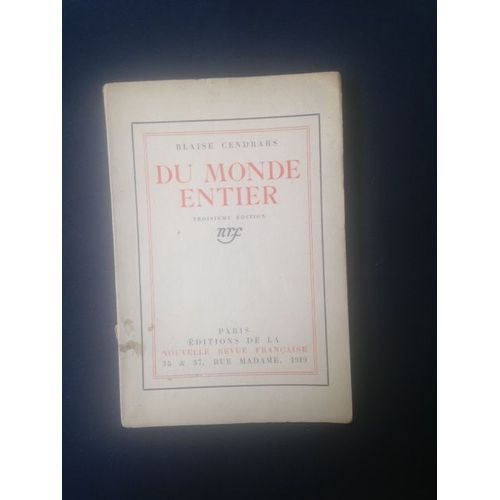 BLAISE CENDRARS
DU MONDE
ENTIER
TROISIÈME ÉDITION
nrf
PARIS
ÉDITIONS DE LA
NOUVELLE REVUE FRANÇAISE
35 & 37, RUE MADAME, 1919